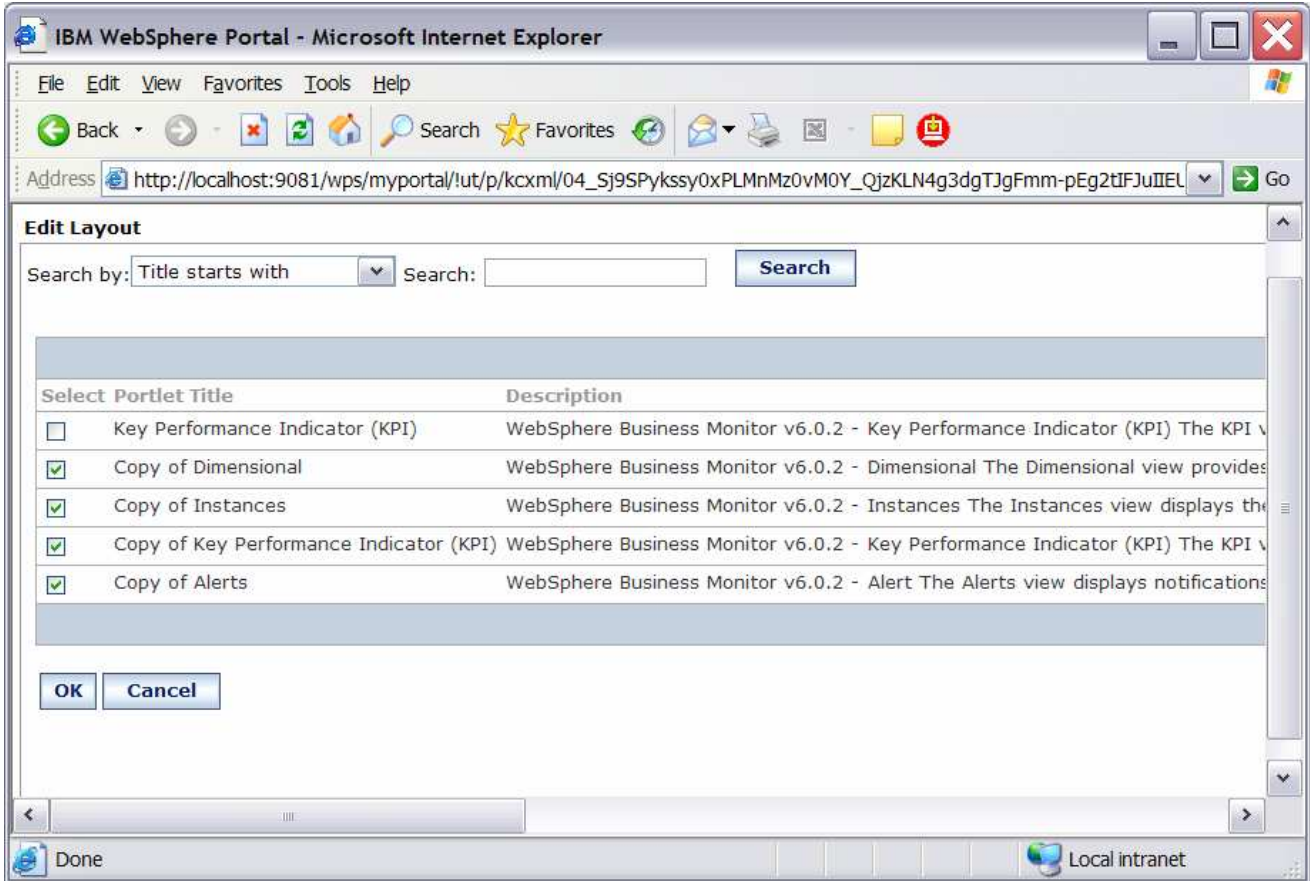 IBM WebSphere Portal - Microsoft Internet Explorer
File Edit View Favorites Tools Help
Back Search Favorites
Address http://localhost:9081/wps/myportal/!ut/p/kcxml/04_Sj9SPykssy0xPLMnMz0vM0Y_QjzKLN4g3dgTJgFmm-pEg2tIFJuIIEU Go
Edit Layout
Search by: Title starts with Search: Search
Select Portlet Title Description
Key Performance Indicator (KPI) WebSphere Business Monitor v6.0.2 - Key Performance Indicator (KPI) The KPI v
Copy of Dimensional WebSphere Business Monitor v6.0.2 - Dimensional The Dimensional view provides
Copy of Instances WebSphere Business Monitor v6.0.2 - Instances The Instances view displays the
Copy of Key Performance Indicator (KPI) WebSphere Business Monitor v6.0.2 - Key Performance Indicator (KPI) The KPI v
Copy of Alerts WebSphere Business Monitor v6.0.2 - Alert The Alerts view displays notifications
OK Cancel
Done Local intranet